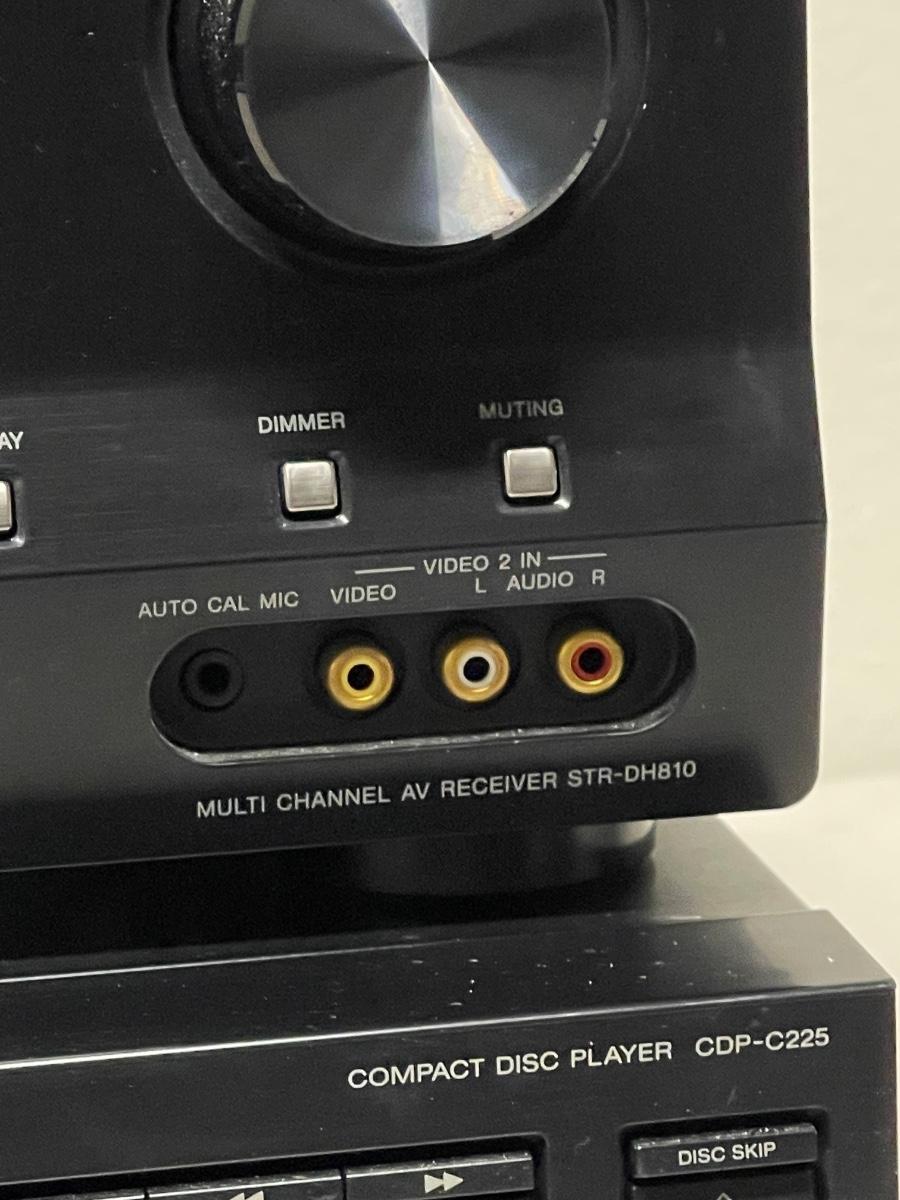 AY
DIMMER
MUTING
VIDEO 2 IN
AUTO CAL MIC VIDEO L AUDIO R
MULTI CHANNEL AV RECEIVER STR-DH810
COMPACT DISC PLAYER CDP-C225
DISC SKIP